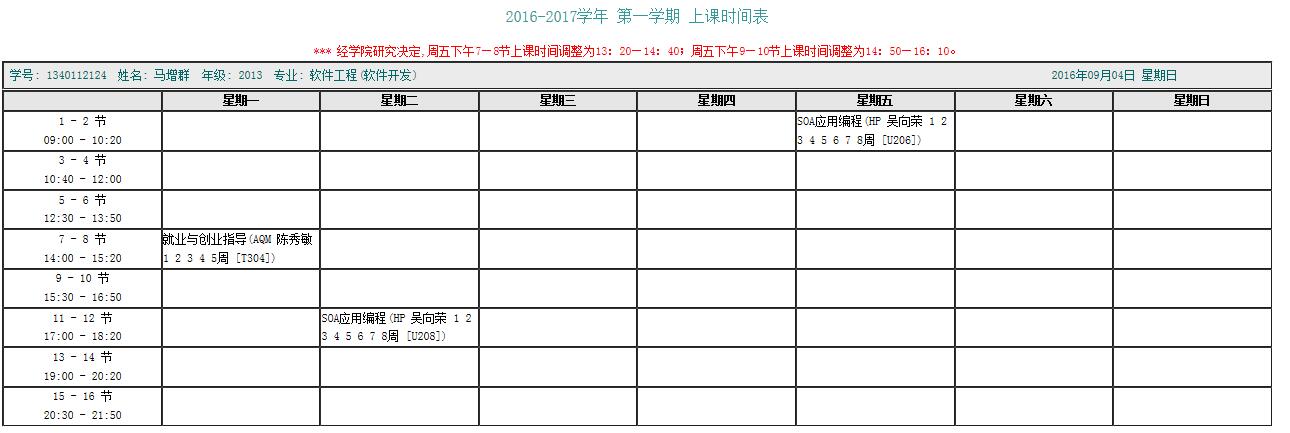 2016-2017学年 第一学期 上课时间表
*** 经学院研究决定,周五下午7-8节上课时间调整为13：20-14：40；周五下午9-10节上课时间调整为14：50-16：10。
学号：1340112124 姓名：马增群 年级：2013 专业：软件工程(软件开发) 2016年09月04日 星期日
星期一 星期二 星期三 星期四 星期五 星期六 星期日
1 - 2 节
09:00 - 10:20
SOA应用编程(HP 吴向荣 1 2
3 4 5 6 7 8周 [U206])
3 - 4 节
10:40 - 12:00
5 - 6 节
12:30 - 13:50
7 - 8 节
14:00 - 15:20
就业与创业指导(AQM 陈秀敏
1 2 3 4 5周 [T304])
9 - 10 节
15:30 - 16:50
11 - 12 节
17:00 - 18:20
SOA应用编程(HP 吴向荣 1 2
3 4 5 6 7 8周 [U208])
13 - 14 节
19:00 - 20:20
15 - 16 节
20:30 - 21:50